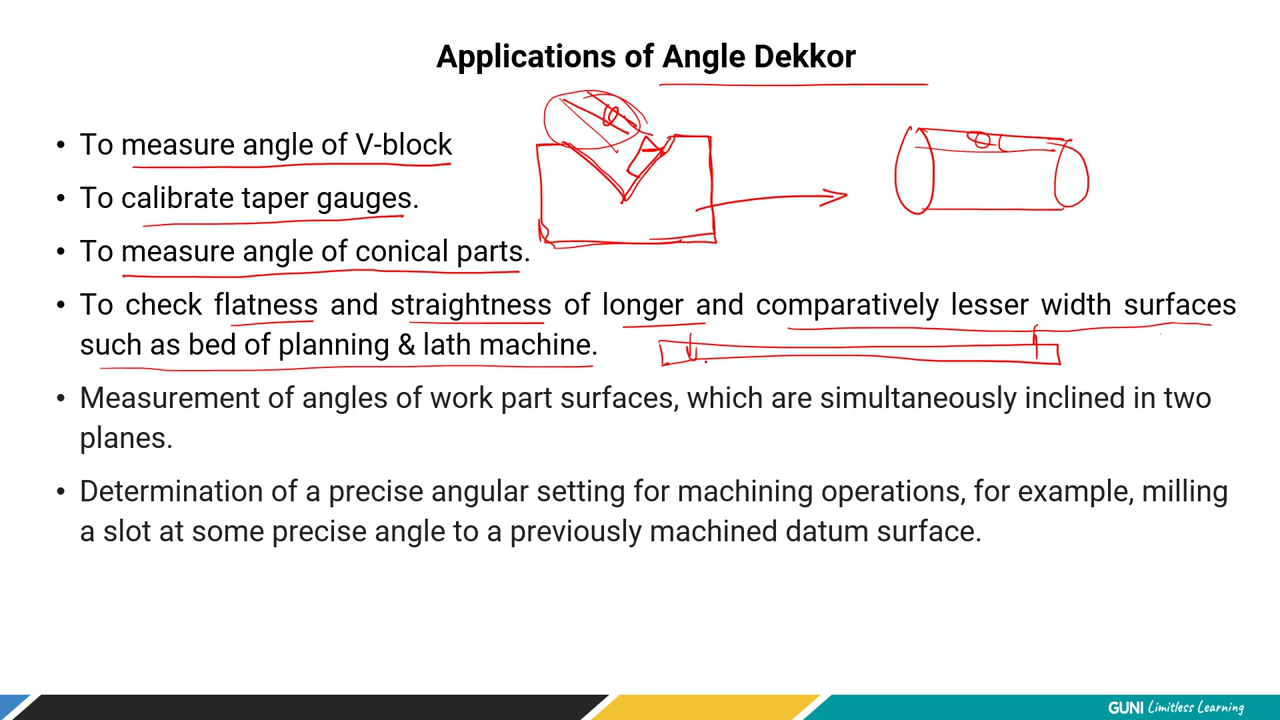 Applications of Angle Dekkor
• To measure angle of V-block
• To calibrate taper gauges.
• To measure angle of conical parts.
• To check flatness and straightness of longer and comparatively lesser width surfaces
such as bed of planning & lath machine.
• Measurement of angles of work part surfaces, which are simultaneously inclined in two
planes.
• Determination of a precise angular setting for machining operations, for example, milling
a slot at some precise angle to a previously machined datum surface.
GUNI Limitless Learning